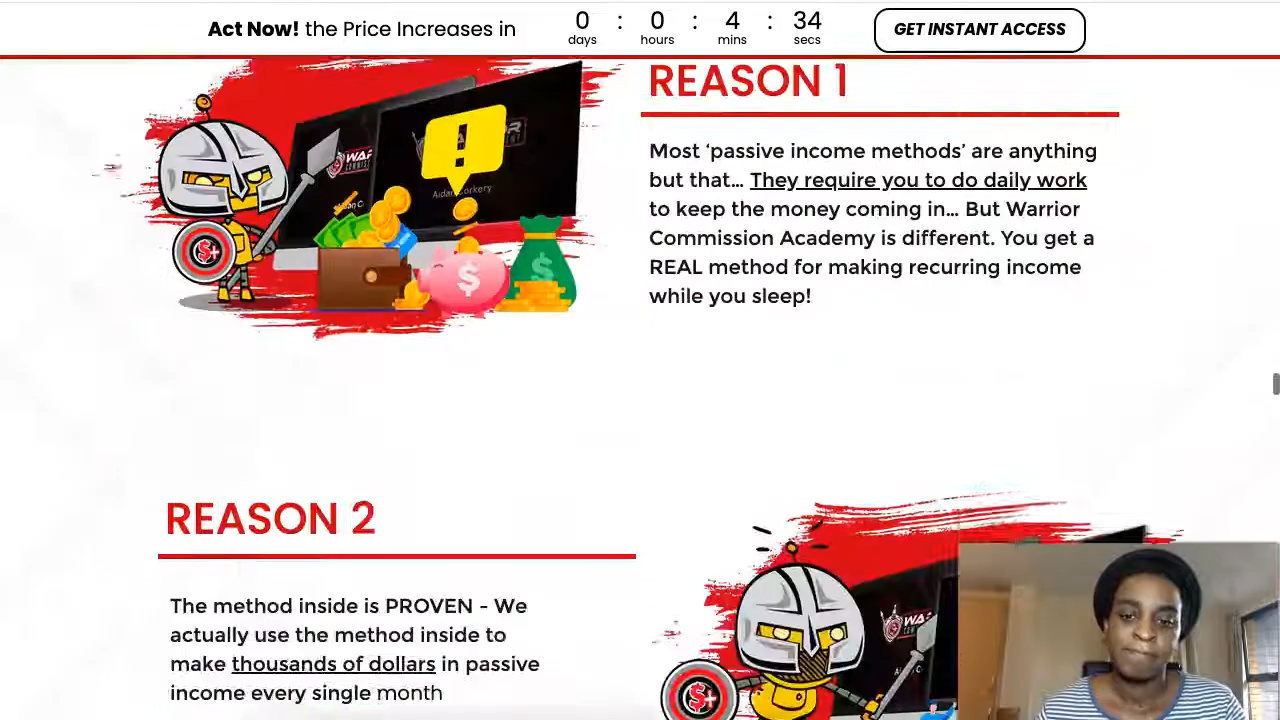 Act Now! the Price Increases in
0 : 0 : 4 : 34
days hours mins secs
GET INSTANT ACCESS
REASON 1
Most ‘passive income methods’ are anything
but that... They require you to do daily work
to keep the money coming in... But Warrior
Commission Academy is different. You get a
REAL method for making recurring income
while you sleep!
REASON 2
The method inside is PROVEN - We
actually use the method inside to
make thousands of dollars in passive
income every single month